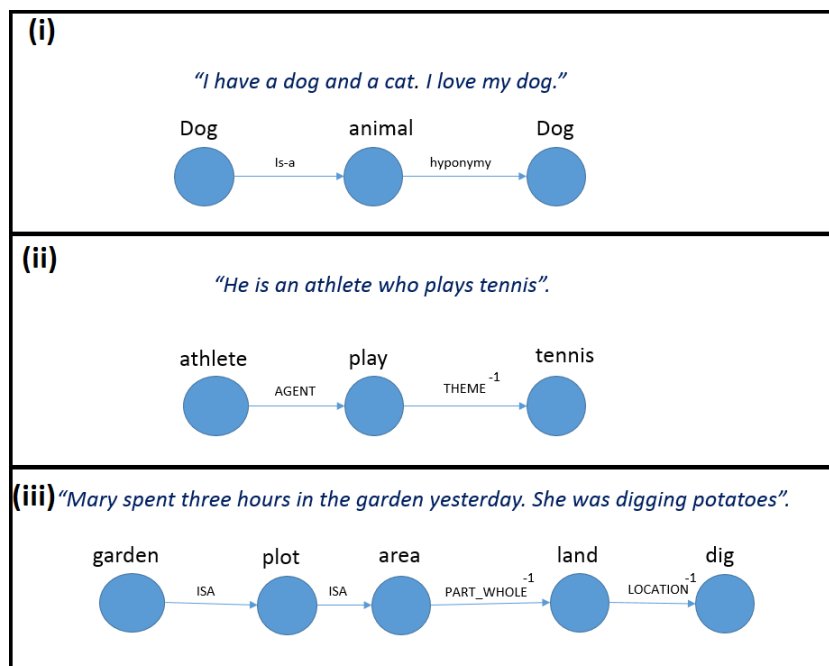 (i)
“I have a dog and a cat. I love my dog.”
Dog animal Dog
Is-a hyponymy
(ii)
“He is an athlete who plays tennis”.
athlete play tennis
AGENT THEME -1
(iii) “Mary spent three hours in the garden yesterday. She was digging potatoes”.
garden plot area land dig
ISA ISA PART_WHOLE -1 LOCATION -1